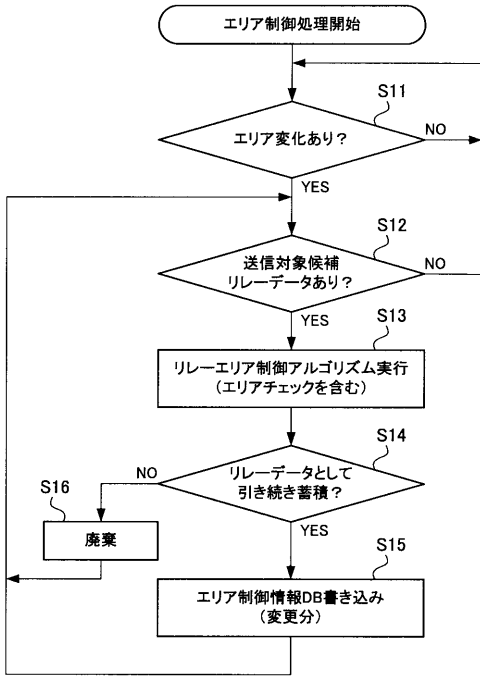 エリア制御処理開始
S11
エリア変化あり?
NO
YES
S12
送信対象候補
リレーデータあり?
NO
YES
S13
リレーエリア制御アルゴリズム実行
(エリアチェックを含む)
S14
リレーデータとして
引き続き蓄積?
NO
YES
S16
廃棄
S15
エリア制御情報DB書き込み
(変更分)